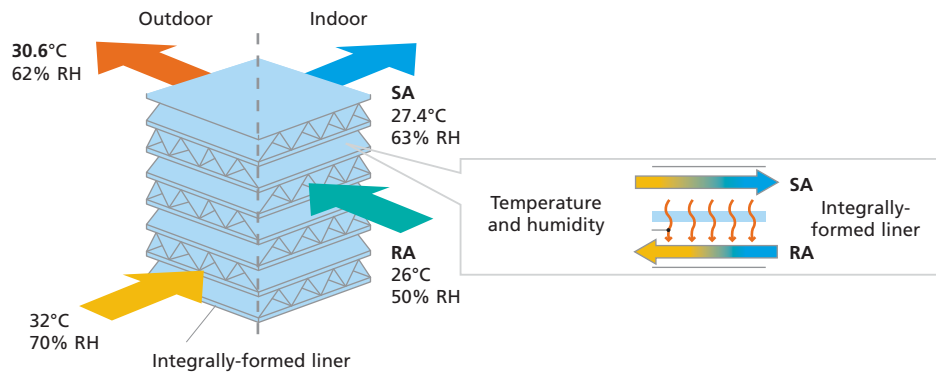 Outdoor
Indoor
30.6°C
62% RH
SA
27.4°C
63% RH
RA
26°C
50% RH
32°C
70% RH
Integrally-formed liner
Temperature
and humidity
SA
Integrally-
formed liner
RA